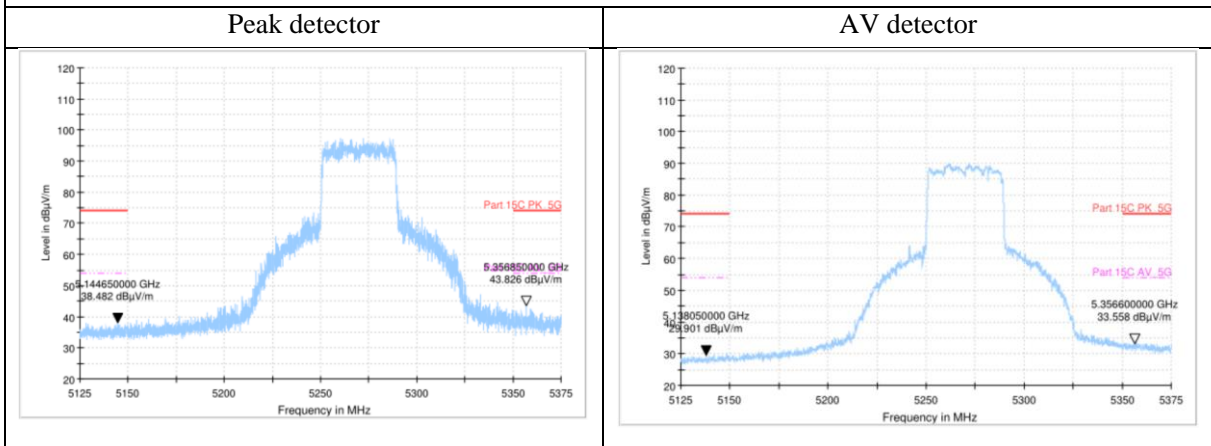 Peak detector
AV detector
120
110
100
90
80
70
60
50
40
30
20
Level in dBµV/m
Part 15C PK_5G
5.356850000 GHz
43.826 dBµV/m
.144650000 GHz
38.482 dBµV/m
5125
5150
5200
5250
5300
5350
5375
Frequency in MHz
120
110
100
90
80
70
60
50
40
30
20
Level in dBµV/m
Part 15C PK_5G
Part 15C AV_5G
5.356600000 GHz
33.558 dBµV/m
5.138050000 GHz
29.901 dBµV/m
5125
5150
5200
5250
5300
5350
5375
Frequency in MHz